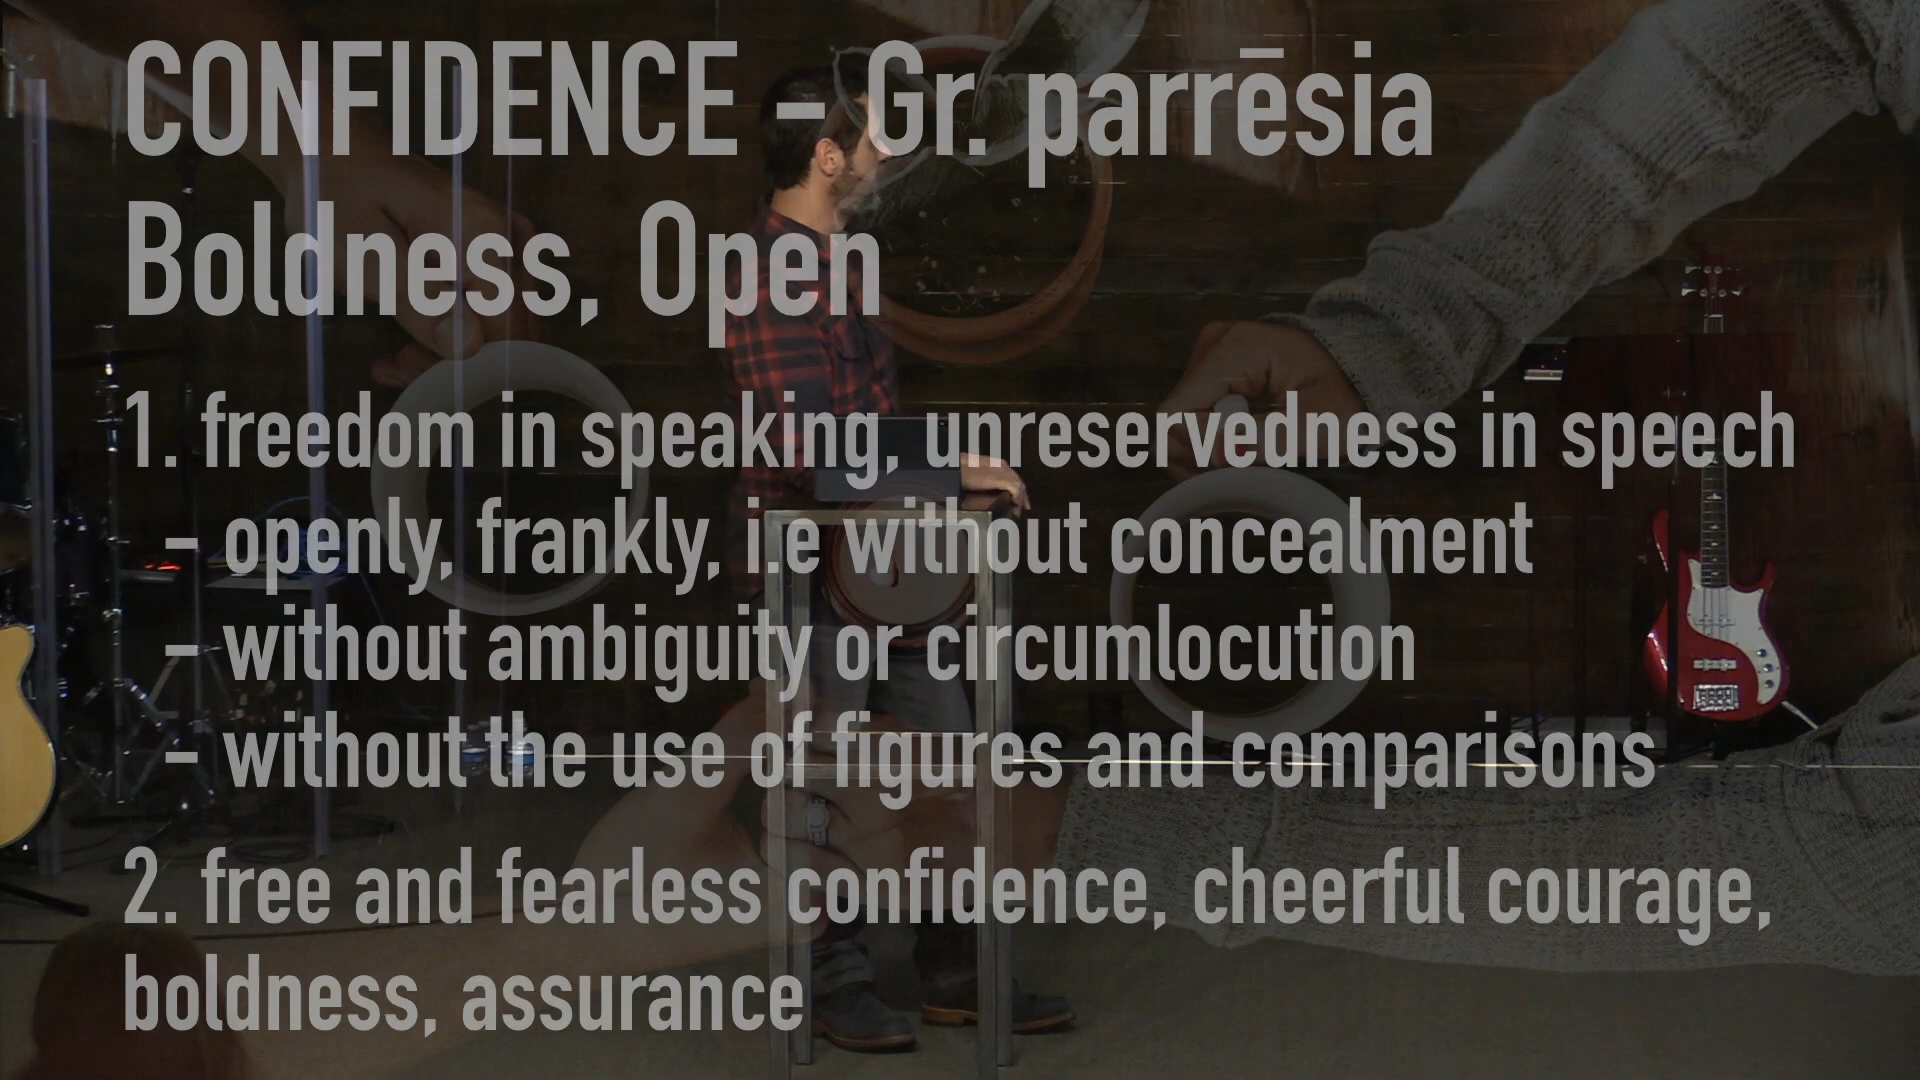 CONFIDENCE - Gr. parrēsia
Boldness, Open
1. freedom in speaking, unreservedness in speech
- openly, frankly, i.e without concealment
- without ambiguity or circumlocution
- without the use of figures and comparisons
2. free and fearless confidence, cheerful courage,
boldness, assurance